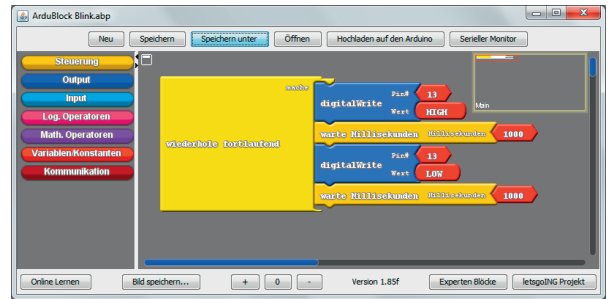 ArduBlock Blink.abp
Neu Speichern Speichern unter Öffnen Hochladen auf den Arduino Serieller Monitor
Steuerung
Output
Input
Log. Operatoren
Math. Operatoren
Variablen/Konstanten
Kommunikation
wiederhole fortlaufend
mache
digitalWrite
Pin# 13
Wert HIGH
warte Millisekunden Millisekunden 1000
digitalWrite
Pin# 13
Wert LOW
warte Millisekunden Millisekunden 1000
Main
Online Lernen Bild speichern... + 0 - Version 1.85f Experten Blöcke letsgoING Projekt